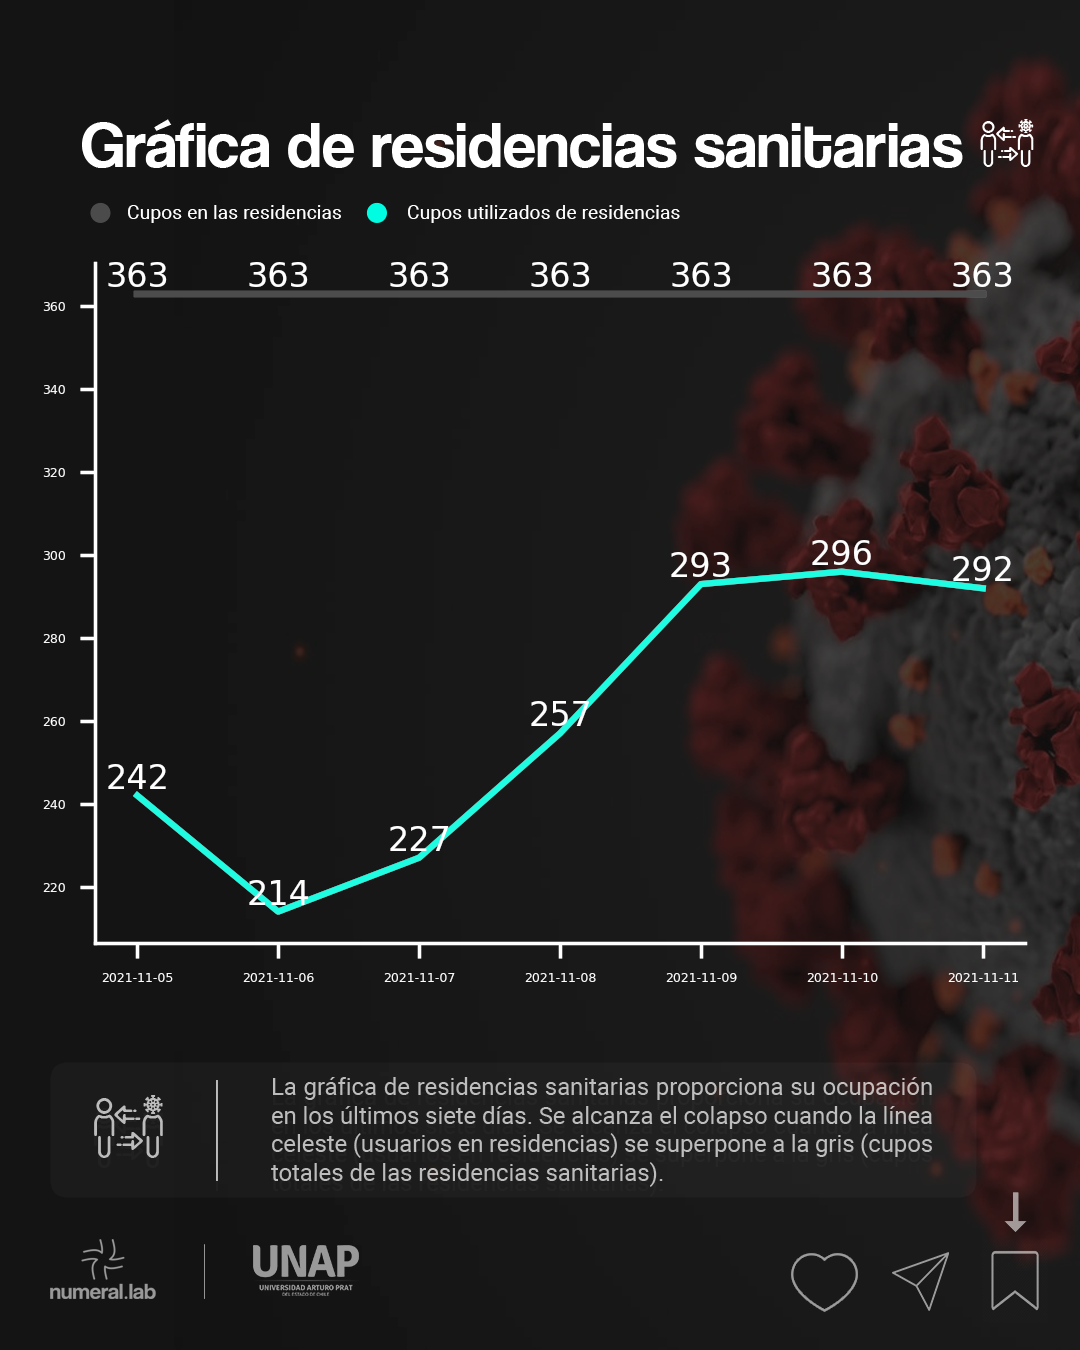 Gráfica de residencias sanitarias
Cupos en las residencias Cupos utilizados de residencias
363 363 363 363 363 363 363
360
340
320
300
280
260
240
220
293 296 292
257
242
227
214
2021-11-05 2021-11-06 2021-11-07 2021-11-08 2021-11-09 2021-11-10 2021-11-11
La gráfica de residencias sanitarias proporciona su ocupación
en los últimos siete días. Se alcanza el colapso cuando la línea
celeste (usuarios en residencias) se superpone a la gris (cupos
totales de las residencias sanitarias).
numeral.lab
UNAP
UNIVERSIDAD ARTURO PRAT
DEL ESTADO DE CHILE